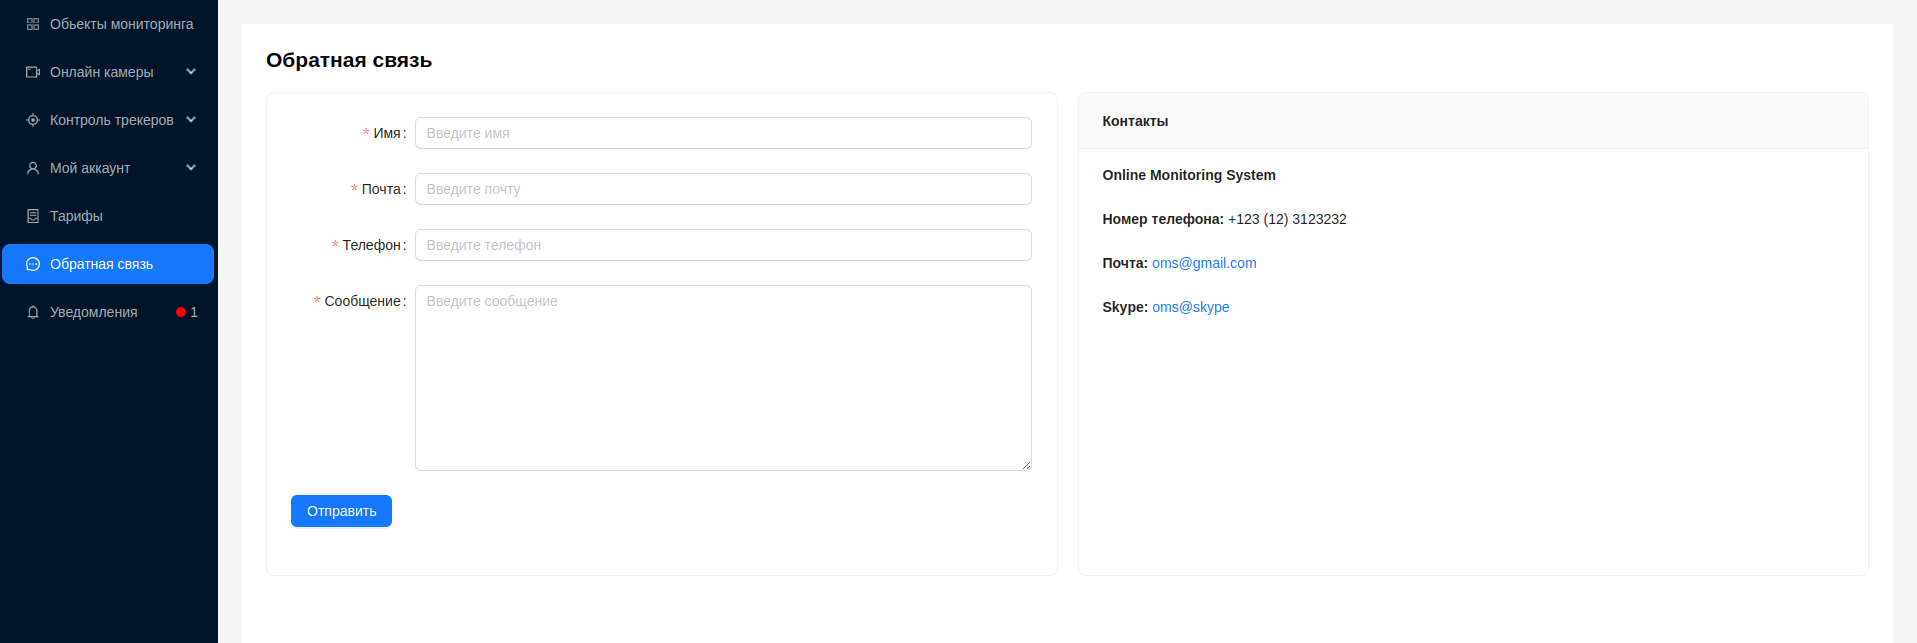 Обьекты мониторинга
Онлайн камеры
Контроль трекеров
Мой аккаунт
Тарифы
Обратная связь
Уведомления 1
Обратная связь
* Имя: Введите имя
* Почта: Введите почту
* Телефон: Введите телефон
* Сообщение: Введите сообщение
Отправить
Контакты
Online Monitoring System
Номер телефона: +123 (12) 3123232
Почта: oms@gmail.com
Skype: oms@skype